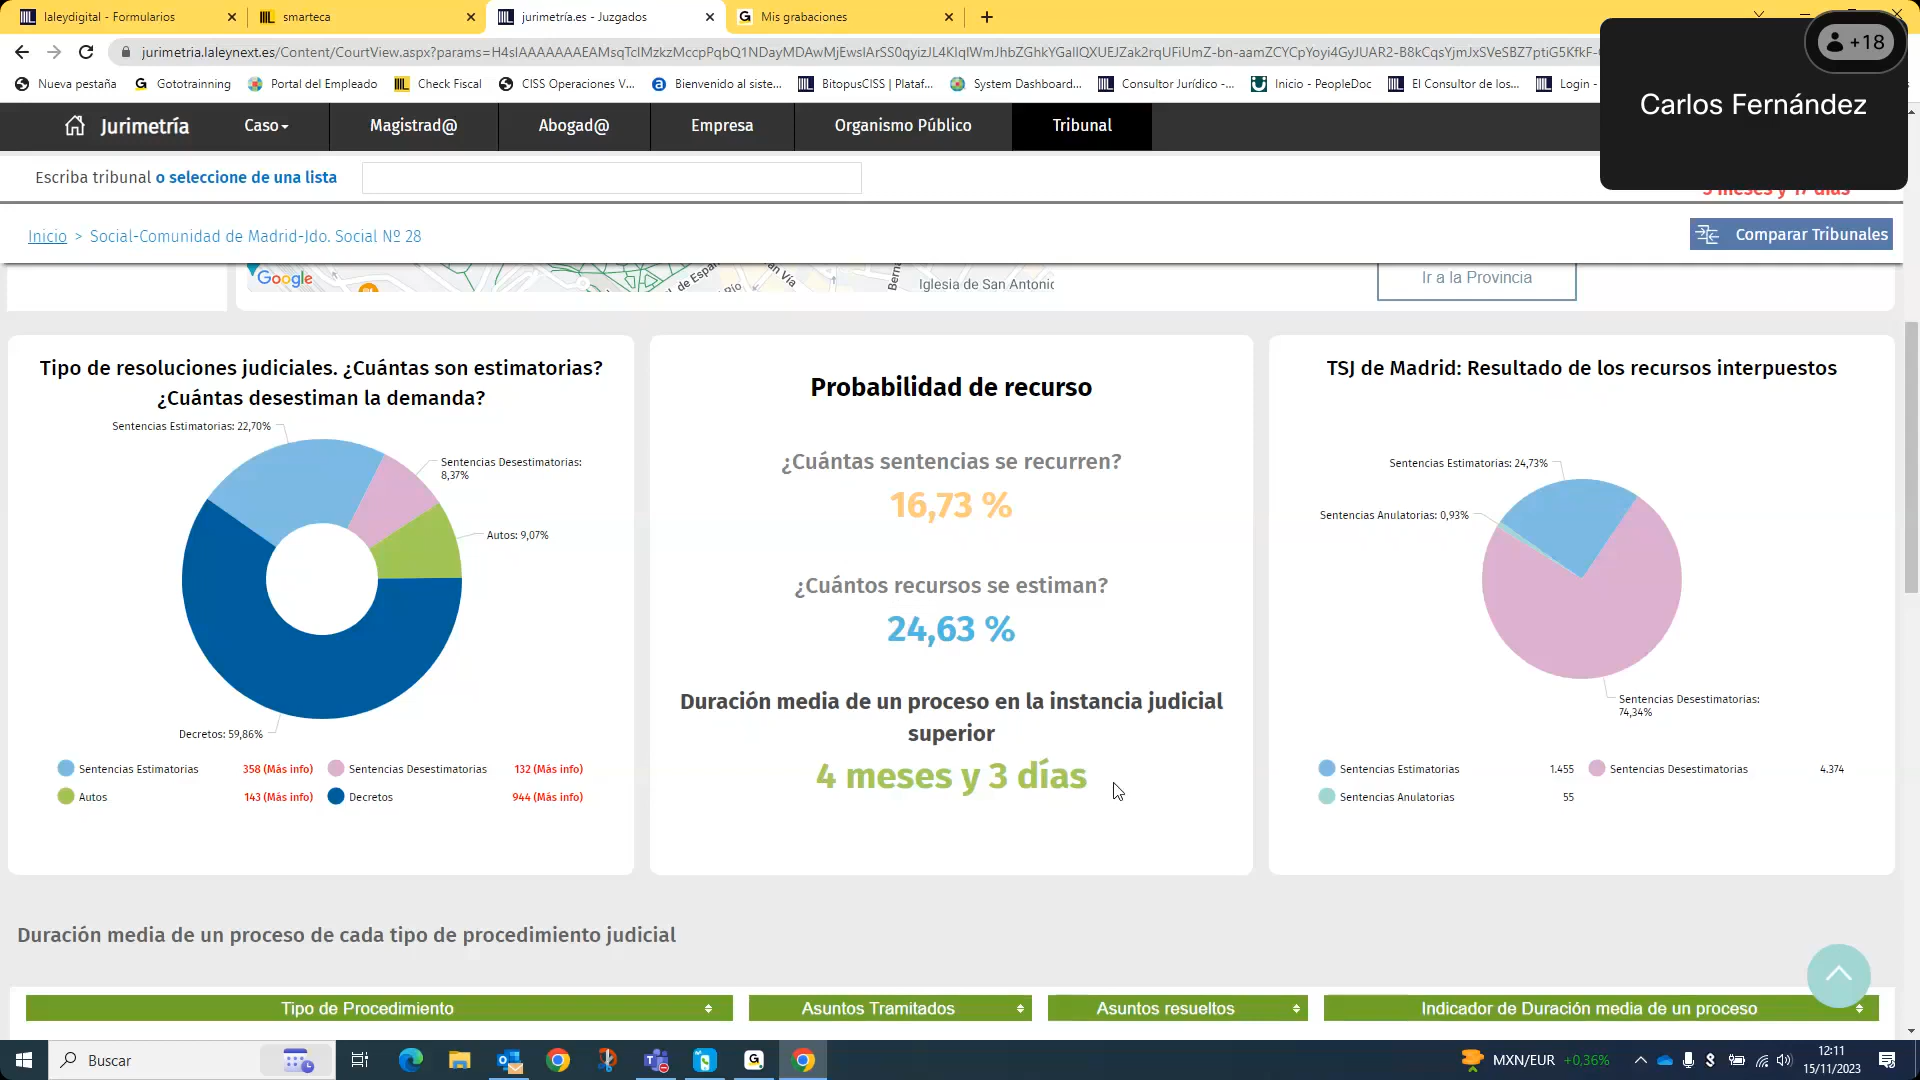 laleydigital - Formularios
smarteca
jurimetría.es - Juzgados
Mis grabaciones
+18
jurimetria.laleynext.es/Content/CourtView.aspx?params=
Nueva pestaña
Gototrainning
Portal del Empleado
Check Fiscal
CISS Operaciones V...
Bienvenido al siste...
BitopusCISS | Plataf...
System Dashboard...
Consultor Jurídico -...
Inicio - PeopleDoc
El Consultor de los...
Login -
Carlos Fernández
Jurimetría
Caso
Magistrad@
Abogad@
Empresa
Organismo Público
Tribunal
Escriba tribunal o seleccione de una lista
Inicio > Social-Comunidad de Madrid-Jdo. Social Nº 28
Comparar Tribunales
Google
de Espa
an Vía
Iglesia de San Antonio
Ir a la Provincia
Tipo de resoluciones judiciales. ¿Cuántas son estimatorias?
¿Cuántas desestiman la demanda?
Sentencias Estimatorias: 22,70%
Sentencias Desestimatorias:
8,37%
Autos: 9,07%
Decretos: 59,86%
Sentencias Estimatorias 358 (Más info)
Sentencias Desestimatorias 132 (Más info)
Autos 143 (Más info)
Decretos 944 (Más info)
Probabilidad de recurso
¿Cuántas sentencias se recurren?
16,73 %
¿Cuántos recursos se estiman?
24,63 %
Duración media de un proceso en la instancia judicial
superior
4 meses y 3 días
TSJ de Madrid: Resultado de los recursos interpuestos
Sentencias Estimatorias: 24,73%
Sentencias Anulatorias: 0,93%
Sentencias Desestimatorias:
74,34%
Sentencias Estimatorias 1.455
Sentencias Desestimatorias 4.374
Sentencias Anulatorias 55
Duración media de un proceso de cada tipo de procedimiento judicial
Tipo de Procedimiento
Asuntos Tramitados
Asuntos resueltos
Indicador de Duración media de un proceso
Buscar
MXN/EUR +0,36%
12:11
15/11/2023